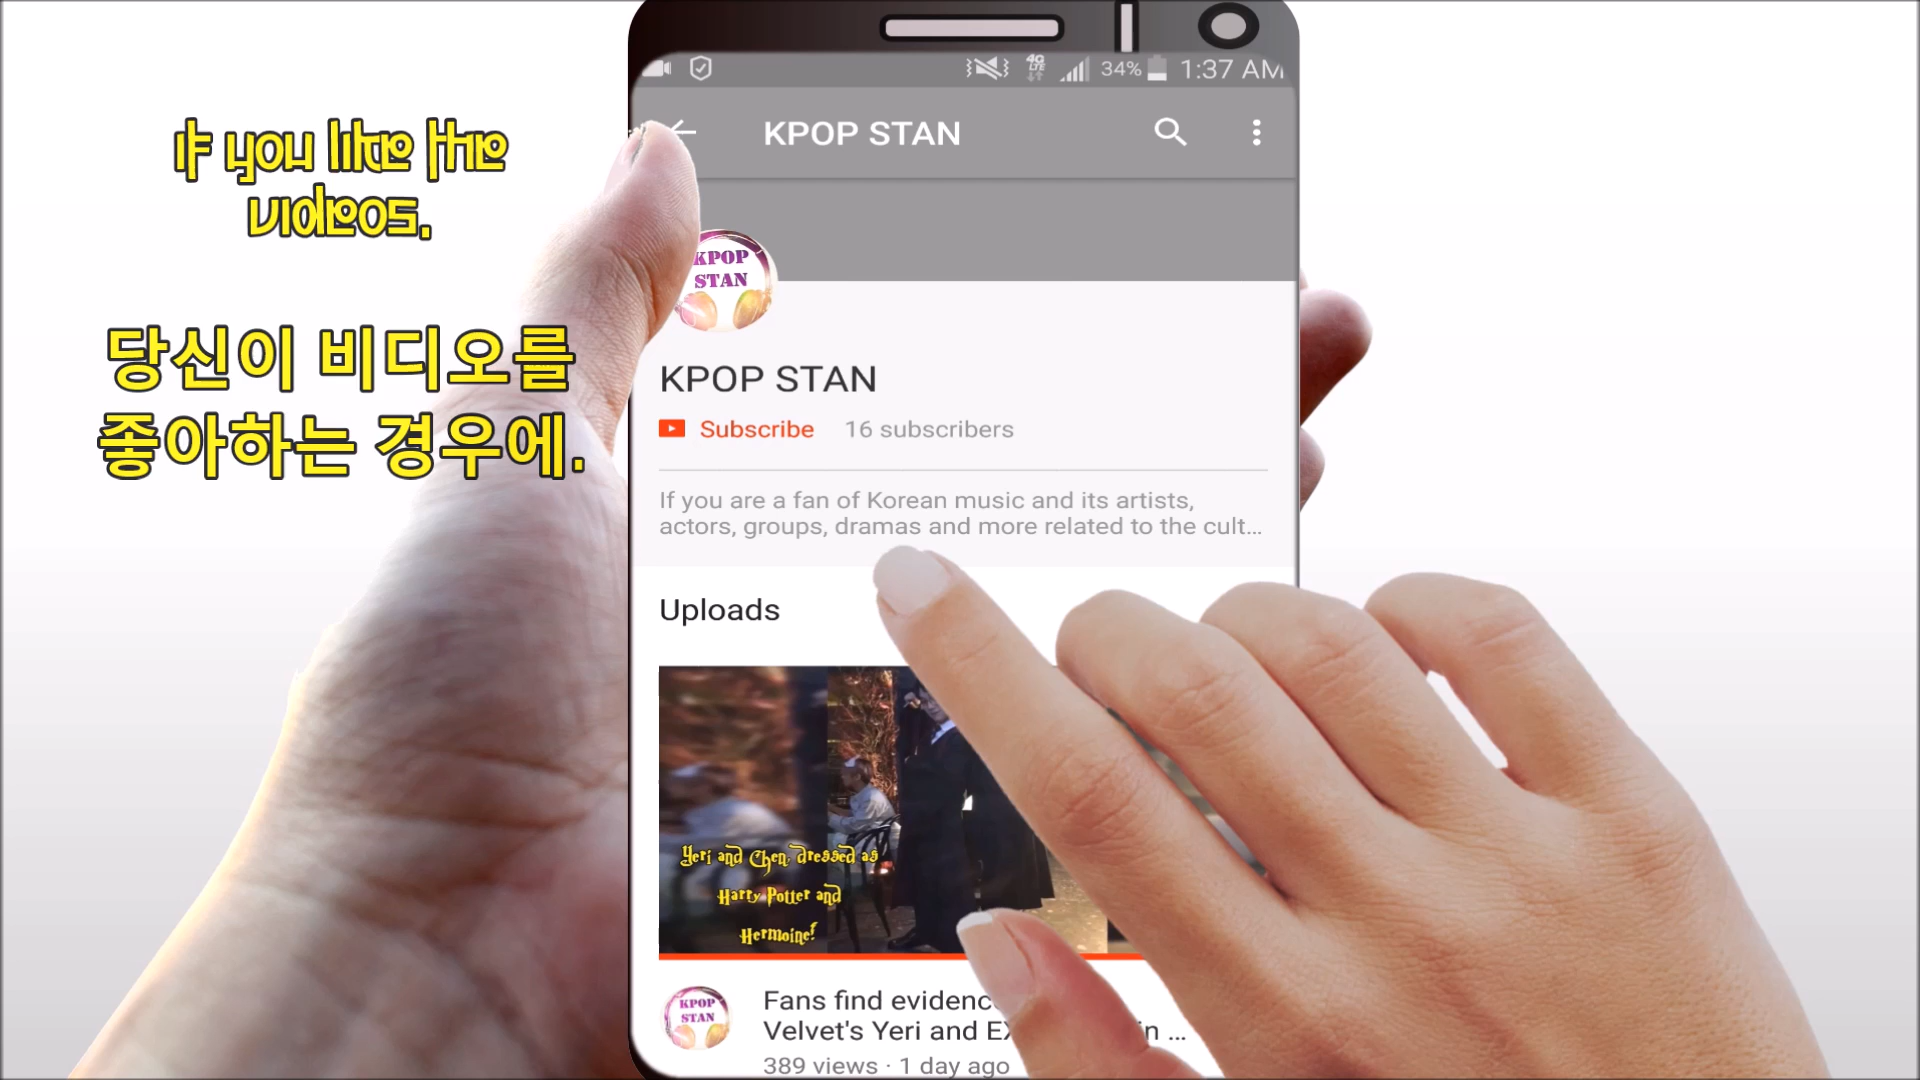 34% 1:37 AM
KPOP STAN
If you like the
videos.
당신이 비디오를
좋아하는 경우에.
KPOP
STAN
KPOP STAN
Subscribe 16 subscribers
If you are a fan of Korean music and its artists,
actors, groups, dramas and more related to the cult...
Uploads
Yeri and Chen, dressed as
Harry Potter and
Hermoine!
KPOP
STAN
Fans find
Velvet's Yeri and
389 views · 1 day ago